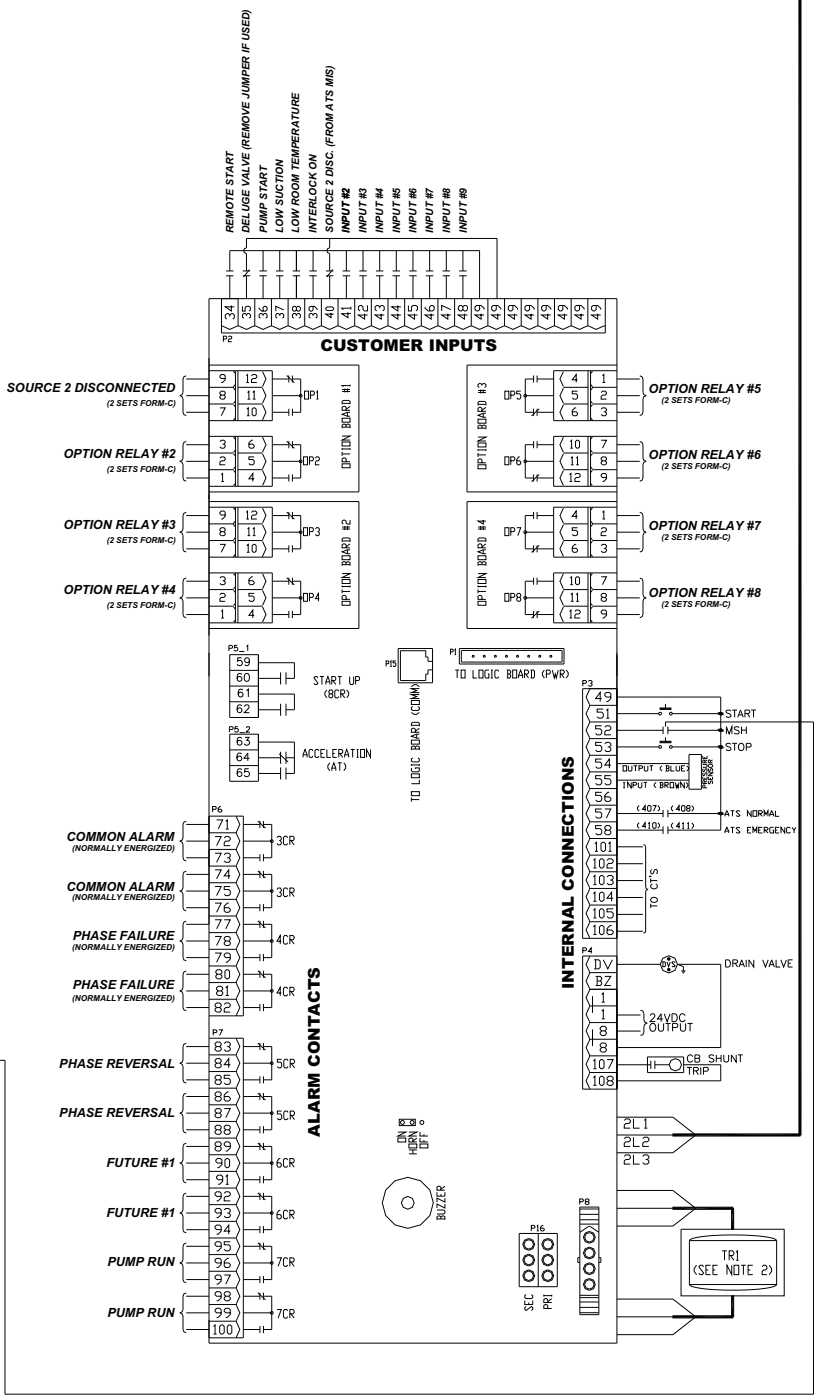 REMOTE START
DELUGE VALVE (REMOVE JUMPER IF USED)
PUMP START
LOW SUCTION
LOW ROOM TEMPERATURE
INTERLOCK ON
SOURCE 2 DISC. (FROM ATS MIS)
INPUT #2
INPUT #3
INPUT #4
INPUT #5
INPUT #6
INPUT #7
INPUT #8
INPUT #9
34
35
36
37
38
39
40
41
42
43
44
45
46
47
48
49
49
49
49
49
49
49
49
P2
CUSTOMER INPUTS
SOURCE 2 DISCONNECTED
(2 SETS FORM-C)
9 12
8 11
7 10
OP1
OPTION RELAY #2
(2 SETS FORM-C)
3 6
2 5
1 4
OP2
OPTION BOARD #1
OPTION RELAY #3
(2 SETS FORM-C)
9 12
8 11
7 10
OP3
OPTION RELAY #4
(2 SETS FORM-C)
3 6
2 5
1 4
OP4
OPTION BOARD #2
OPTION BOARD #3
OP5
4 1
5 2
6 3
OPTION RELAY #5
(2 SETS FORM-C)
OP6
10 7
11 8
12 9
OPTION RELAY #6
(2 SETS FORM-C)
OPTION BOARD #4
OP7
4 1
5 2
6 3
OPTION RELAY #7
(2 SETS FORM-C)
OP8
10 7
11 8
12 9
OPTION RELAY #8
(2 SETS FORM-C)
P5_1
59
60
61
62
START UP
(8CR)
P5_2
63
64
65
ACCELERATION
(AT)
P15
TO LOGIC BOARD (COMM)
P1
TO LOGIC BOARD (PWR)
P6
COMMON ALARM
(NORMALLY ENERGIZED)
71
72
73
3CR
COMMON ALARM
(NORMALLY ENERGIZED)
74
75
76
3CR
PHASE FAILURE
(NORMALLY ENERGIZED)
77
78
79
4CR
PHASE FAILURE
(NORMALLY ENERGIZED)
80
81
82
4CR
P7
PHASE REVERSAL
83
84
85
5CR
PHASE REVERSAL
86
87
88
5CR
FUTURE #1
89
90
91
6CR
FUTURE #1
92
93
94
6CR
PUMP RUN
95
96
97
7CR
PUMP RUN
98
99
100
7CR
ALARM CONTACTS
INTERNAL CONNECTIONS
P3
49
51
START
52
MSH
53
STOP
54
OUTPUT (BLUE)
55
INPUT (BROWN)
PRESSURE
SENSOR
56
57
(407) (408)
ATS NORMAL
58
(410) (411)
ATS EMERGENCY
101
102
103
104
105
106
TO CT'S
P4
DV
DVS
DRAIN VALVE
BZ
1
1
8
24VDC
OUTPUT
8
107
108
CB SHUNT
TRIP
2L1
2L2
2L3
ON
HORN
OFF
BUZZER
P16
SEC
PRI
P8
TR1
(SEE NOTE 2)